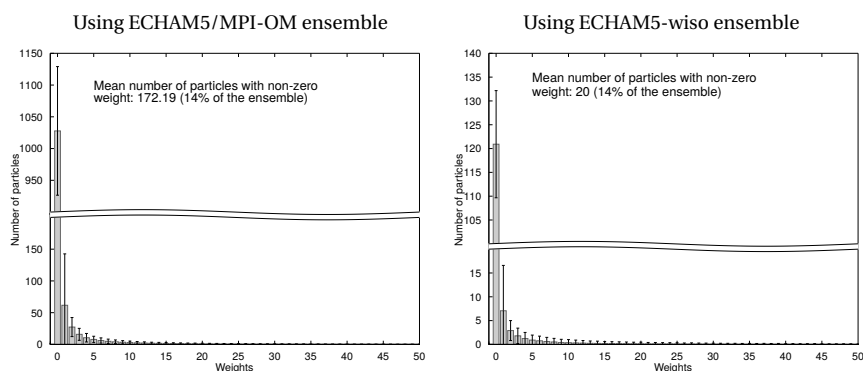 Using ECHAM5/MPI-OM ensemble
Mean number of particles with non-zero
weight: 172.19 (14% of the ensemble)
Number of particles
1150
1100
1050
1000
950
150
100
50
0
0 5 10 15 20 25 30 35 40 45 50
Weights
Using ECHAM5-wiso ensemble
Mean number of particles with non-zero
weight: 20 (14% of the ensemble)
Number of particles
140
135
130
125
120
115
110
105
15
10
5
0
0 5 10 15 20 25 30 35 40 45 50
Weights